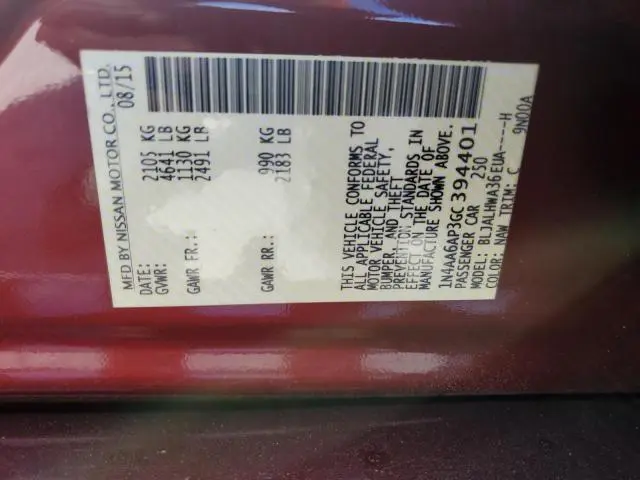 MFD BY NISSAN MOTOR CO., LTD.
DATE: 08/15
GVWR: 2105 KG
4641 LB
GAWR FR: 1130 KG
2491 LB
GAWR RR: 990 KG
2183 LB
THIS VEHICLE CONFORMS TO
ALL APPLICABLE FEDERAL
MOTOR VEHICLE SAFETY,
BUMPER, AND THEFT
PREVENTION STANDARDS IN
EFFECT ON THE DATE OF
MANUFACTURE SHOWN ABOVE.
1N4AA6AP3GC394401
PASSENGER CAR 250
MODEL: BLJALHWA36EUA-----H
COLOR: NAW TRIM: C 9N00A